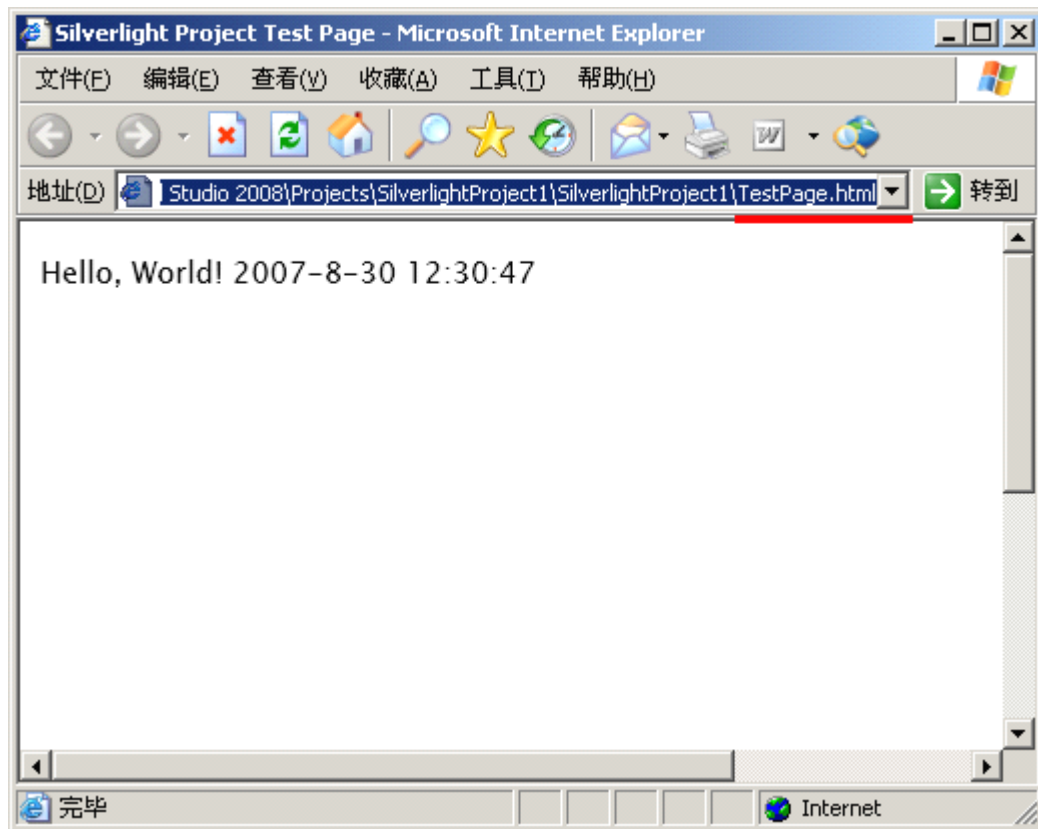 Silverlight Project Test Page - Microsoft Internet Explorer
文件(F) 编辑(E) 查看(V) 收藏(A) 工具(T) 帮助(H)
地址(D) Studio 2008\Projects\SilverlightProject1\SilverlightProject1\TestPage.html 转到
Hello, World! 2007-8-30 12:30:47
完毕 Internet